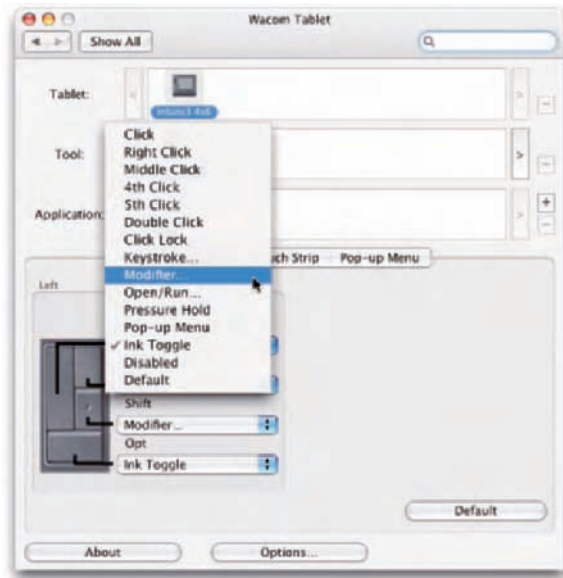 Wacom Tablet
Show All
Tablet:
Intuos3 4x6
Tool:
Application:
Click
Right Click
Middle Click
4th Click
5th Click
Double Click
Click Lock
Keystroke...
Modifier...
Open/Run...
Pressure Hold
Pop-up Menu
✓ Ink Toggle
Disabled
Default
uch Strip Pop-up Menu
Left
Shift
Modifier...
Opt
Ink Toggle
Default
About Options...